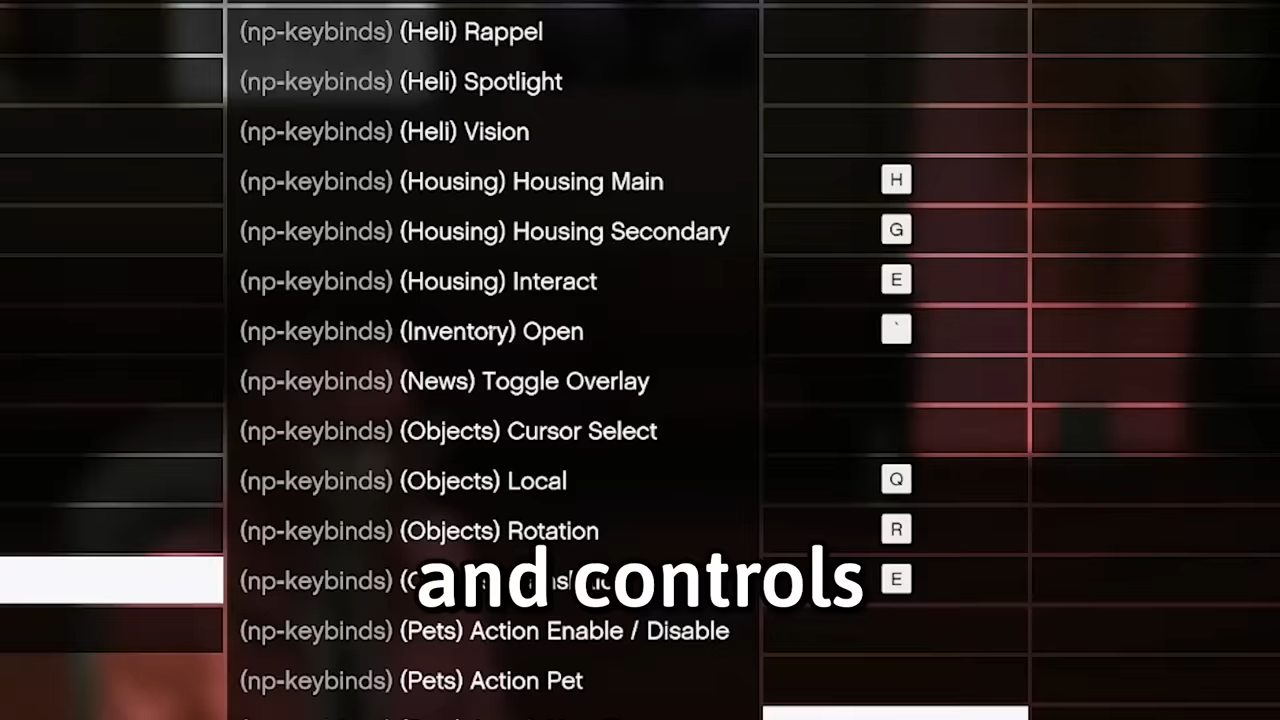 (np-keybinds) (Heli) Rappel
(np-keybinds) (Heli) Spotlight
(np-keybinds) (Heli) Vision
(np-keybinds) (Housing) Housing Main H
(np-keybinds) (Housing) Housing Secondary G
(np-keybinds) (Housing) Interact E
(np-keybinds) (Inventory) Open `
(np-keybinds) (News) Toggle Overlay
(np-keybinds) (Objects) Cursor Select
(np-keybinds) (Objects) Local Q
(np-keybinds) (Objects) Rotation R
(np-keybinds) E
and controls
(np-keybinds) (Pets) Action Enable / Disable
(np-keybinds) (Pets) Action Pet